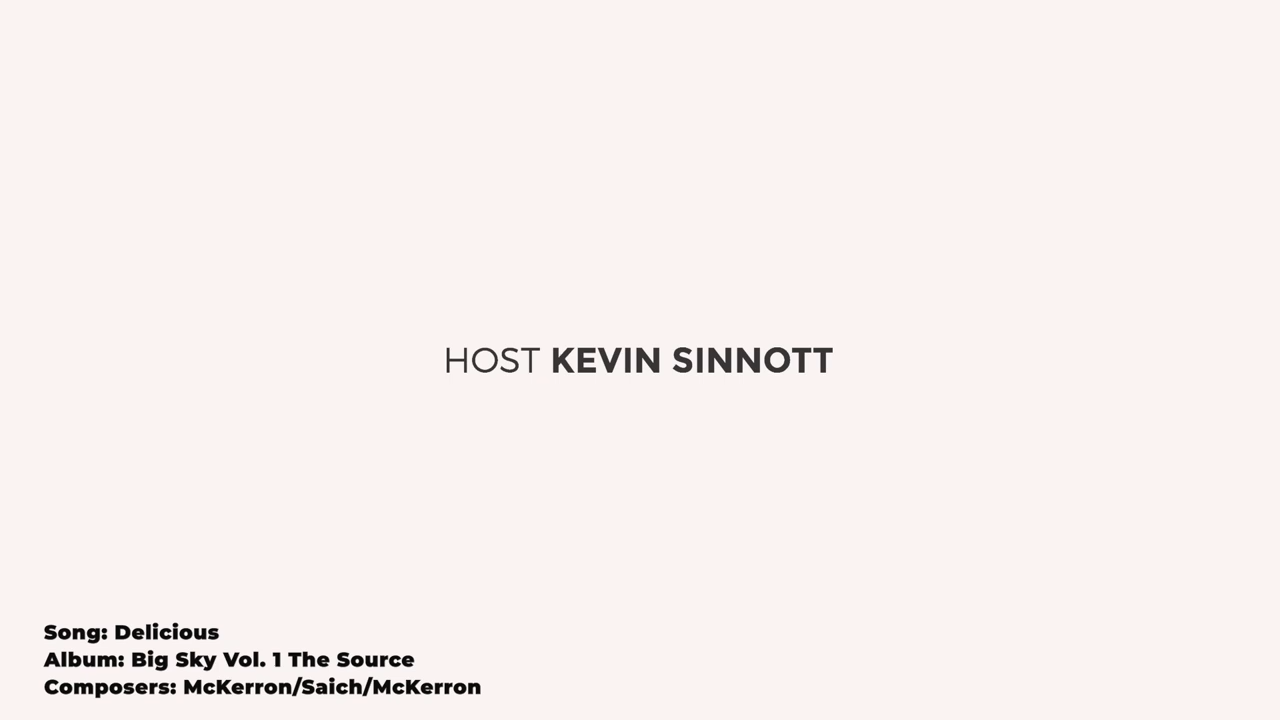 HOST KEVIN SINNOTT
Song: Delicious
Album: Big Sky Vol. 1 The Source
Composers: McKerron/Saich/McKerron